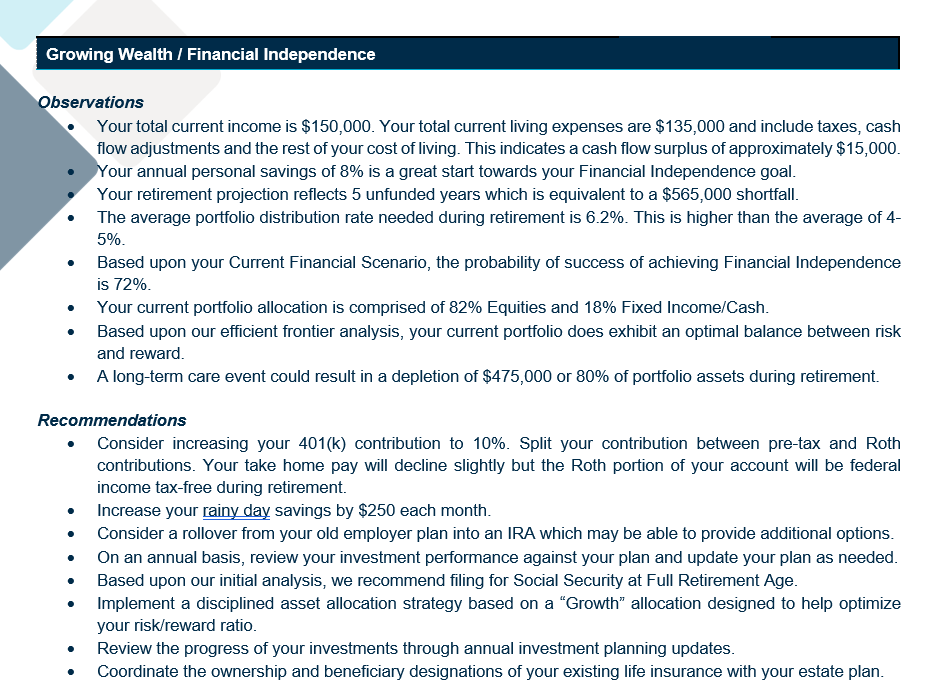 Growing Wealth / Financial Independence
Observations
• Your total current income is $150,000. Your total current living expenses are $135,000 and include taxes, cash
flow adjustments and the rest of your cost of living. This indicates a cash flow surplus of approximately $15,000.
• Your annual personal savings of 8% is a great start towards your Financial Independence goal.
• Your retirement projection reflects 5 unfunded years which is equivalent to a $565,000 shortfall.
• The average portfolio distribution rate needed during retirement is 6.2%. This is higher than the average of 4-
5%.
• Based upon your Current Financial Scenario, the probability of success of achieving Financial Independence
is 72%.
• Your current portfolio allocation is comprised of 82% Equities and 18% Fixed Income/Cash.
• Based upon our efficient frontier analysis, your current portfolio does exhibit an optimal balance between risk
and reward.
• A long-term care event could result in a depletion of $475,000 or 80% of portfolio assets during retirement.
Recommendations
• Consider increasing your 401(k) contribution to 10%. Split your contribution between pre-tax and Roth
contributions. Your take home pay will decline slightly but the Roth portion of your account will be federal
income tax-free during retirement.
• Increase your rainy day savings by $250 each month.
• Consider a rollover from your old employer plan into an IRA which may be able to provide additional options.
• On an annual basis, review your investment performance against your plan and update your plan as needed.
• Based upon our initial analysis, we recommend filing for Social Security at Full Retirement Age.
• Implement a disciplined asset allocation strategy based on a “Growth” allocation designed to help optimize
your risk/reward ratio.
• Review the progress of your investments through annual investment planning updates.
• Coordinate the ownership and beneficiary designations of your existing life insurance with your estate plan.